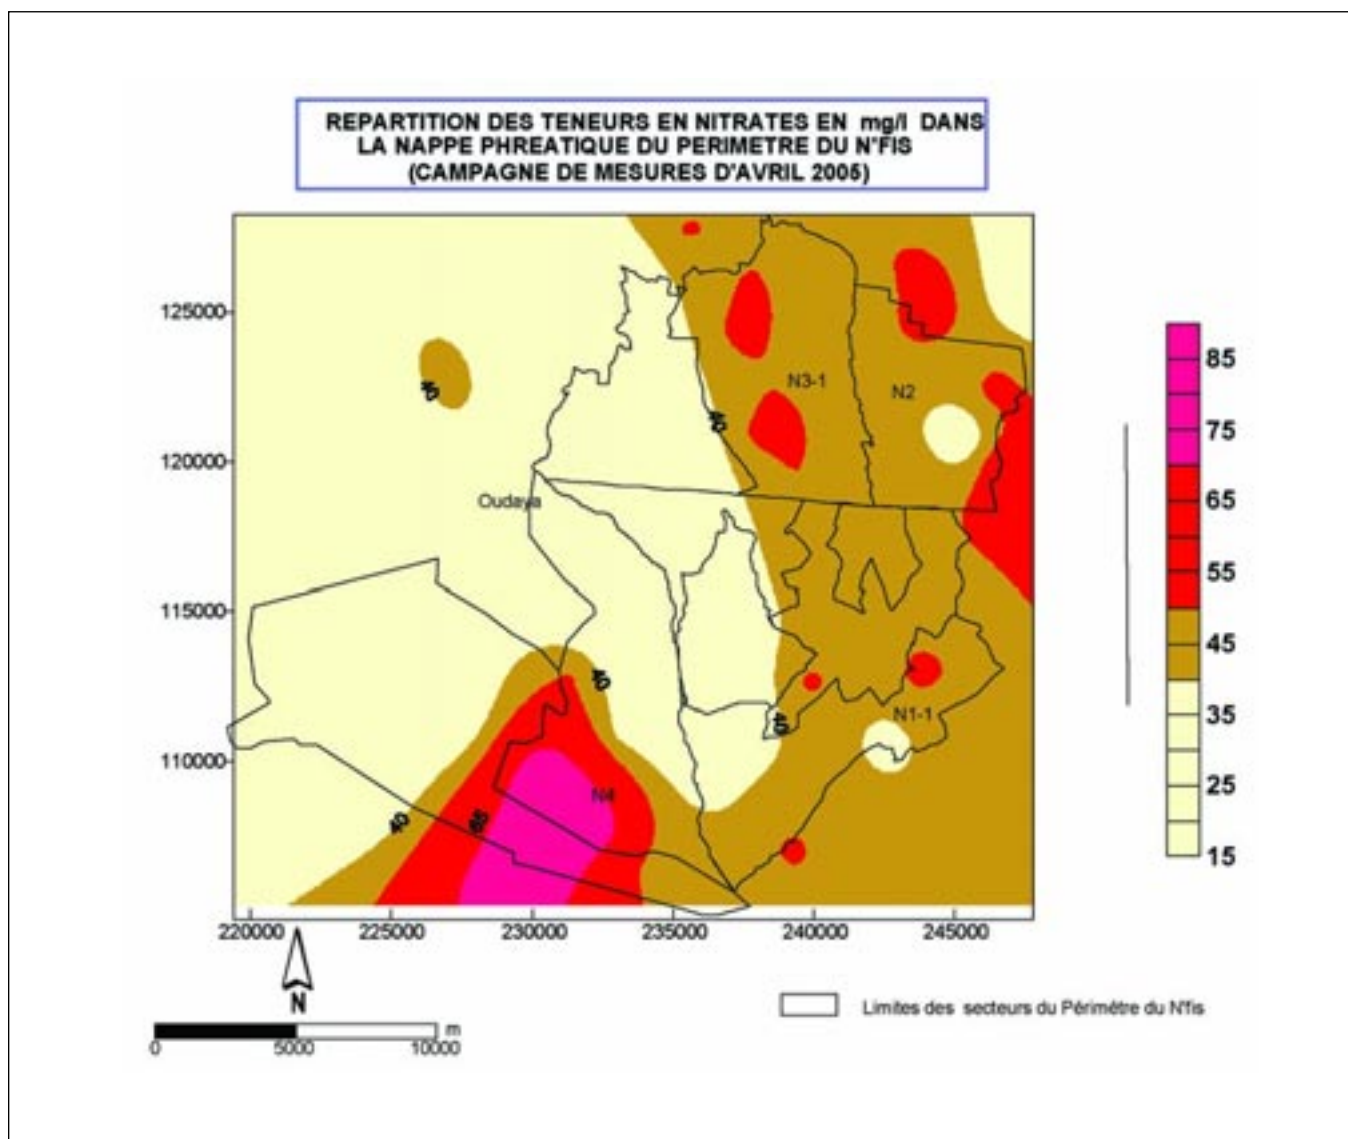 REPARTITION DES TENEURS EN NITRATES EN mg/l DANS
LA NAPPE PHREATIQUE DU PERIMETRE DU N'FIS
(CAMPAGNE DE MESURES D'AVRIL 2005)
125000
120000
115000
110000
220000 225000 230000 235000 240000 245000
40
N3-1
N2
40
Oudaya
40
40
N1-1
N4
40
65
85
75
65
55
45
35
25
15
N
0 5000 10000 m
Limites des secteurs du Périmètre du N'fis